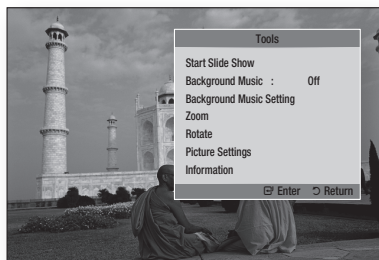 Tools
Start Slide Show
Background Music : Off
Background Music Setting
Zoom
Rotate
Picture Settings
Information
Enter Return